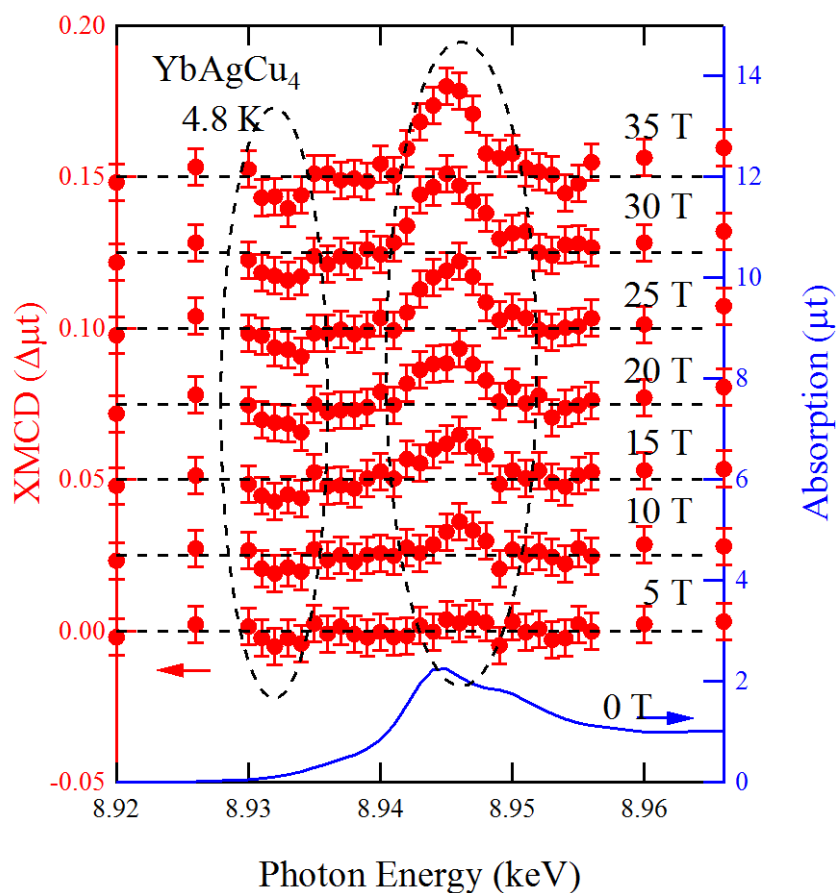 0.20
YbAgCu₄
4.8 K
0.15
0.10
0.05
0.00
-0.05
XMCD (Δμt)
35 T
30 T
25 T
20 T
15 T
10 T
5 T
0 T
14
12
10
8
6
4
2
0
Absorption (μt)
8.92 8.93 8.94 8.95 8.96
Photon Energy (keV)